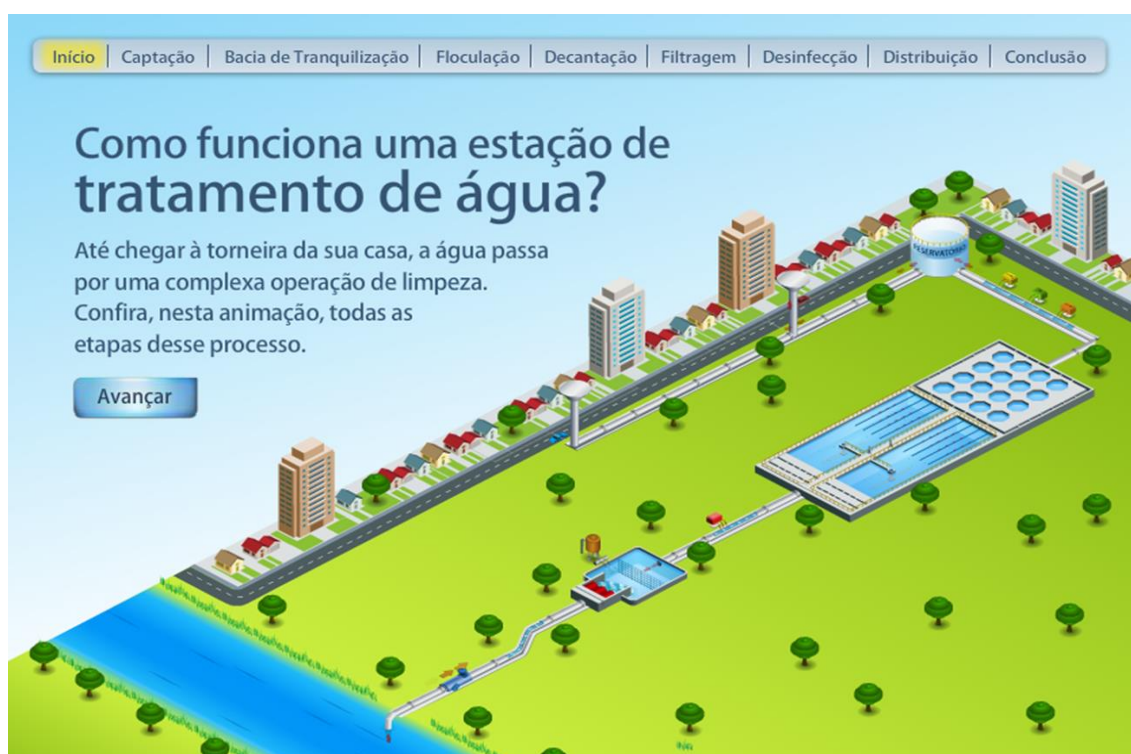 Início | Captação | Bacia de Tranquilização | Floculação | Decantação | Filtragem | Desinfecção | Distribuição | Conclusão
Como funciona uma estação de
tratamento de água?
Até chegar à torneira da sua casa, a água passa
por uma complexa operação de limpeza.
Confira, nesta animação, todas as
etapas desse processo.
Avançar
RESERVATÓRIO